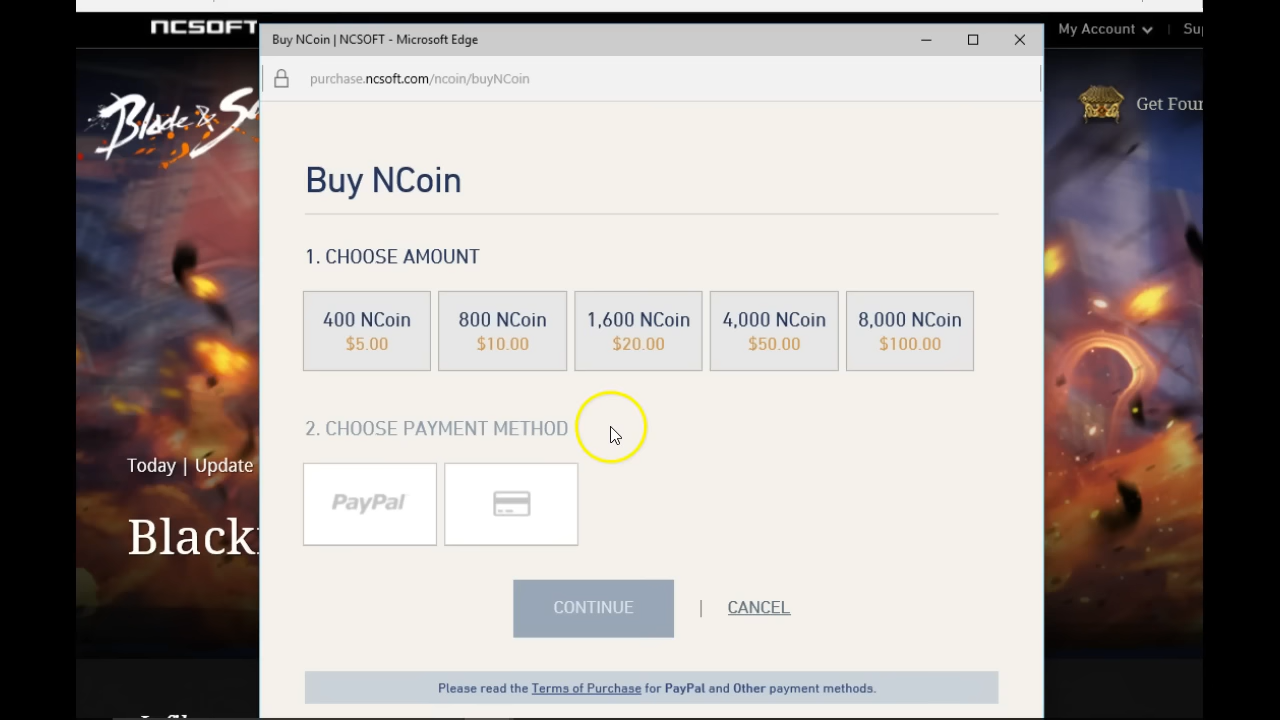 NCSOFT
Buy NCoin | NCSOFT - Microsoft Edge
My Account
purchase.ncsoft.com/ncoin/buyNCoin
Blade &
Get
Buy NCoin
1. CHOOSE AMOUNT
400 NCoin
$5.00
800 NCoin
$10.00
1,600 NCoin
$20.00
4,000 NCoin
$50.00
8,000 NCoin
$100.00
2. CHOOSE PAYMENT METHOD
Today | Update
PayPal
CONTINUE
|
CANCEL
Please read the Terms of Purchase for PayPal and Other payment methods.